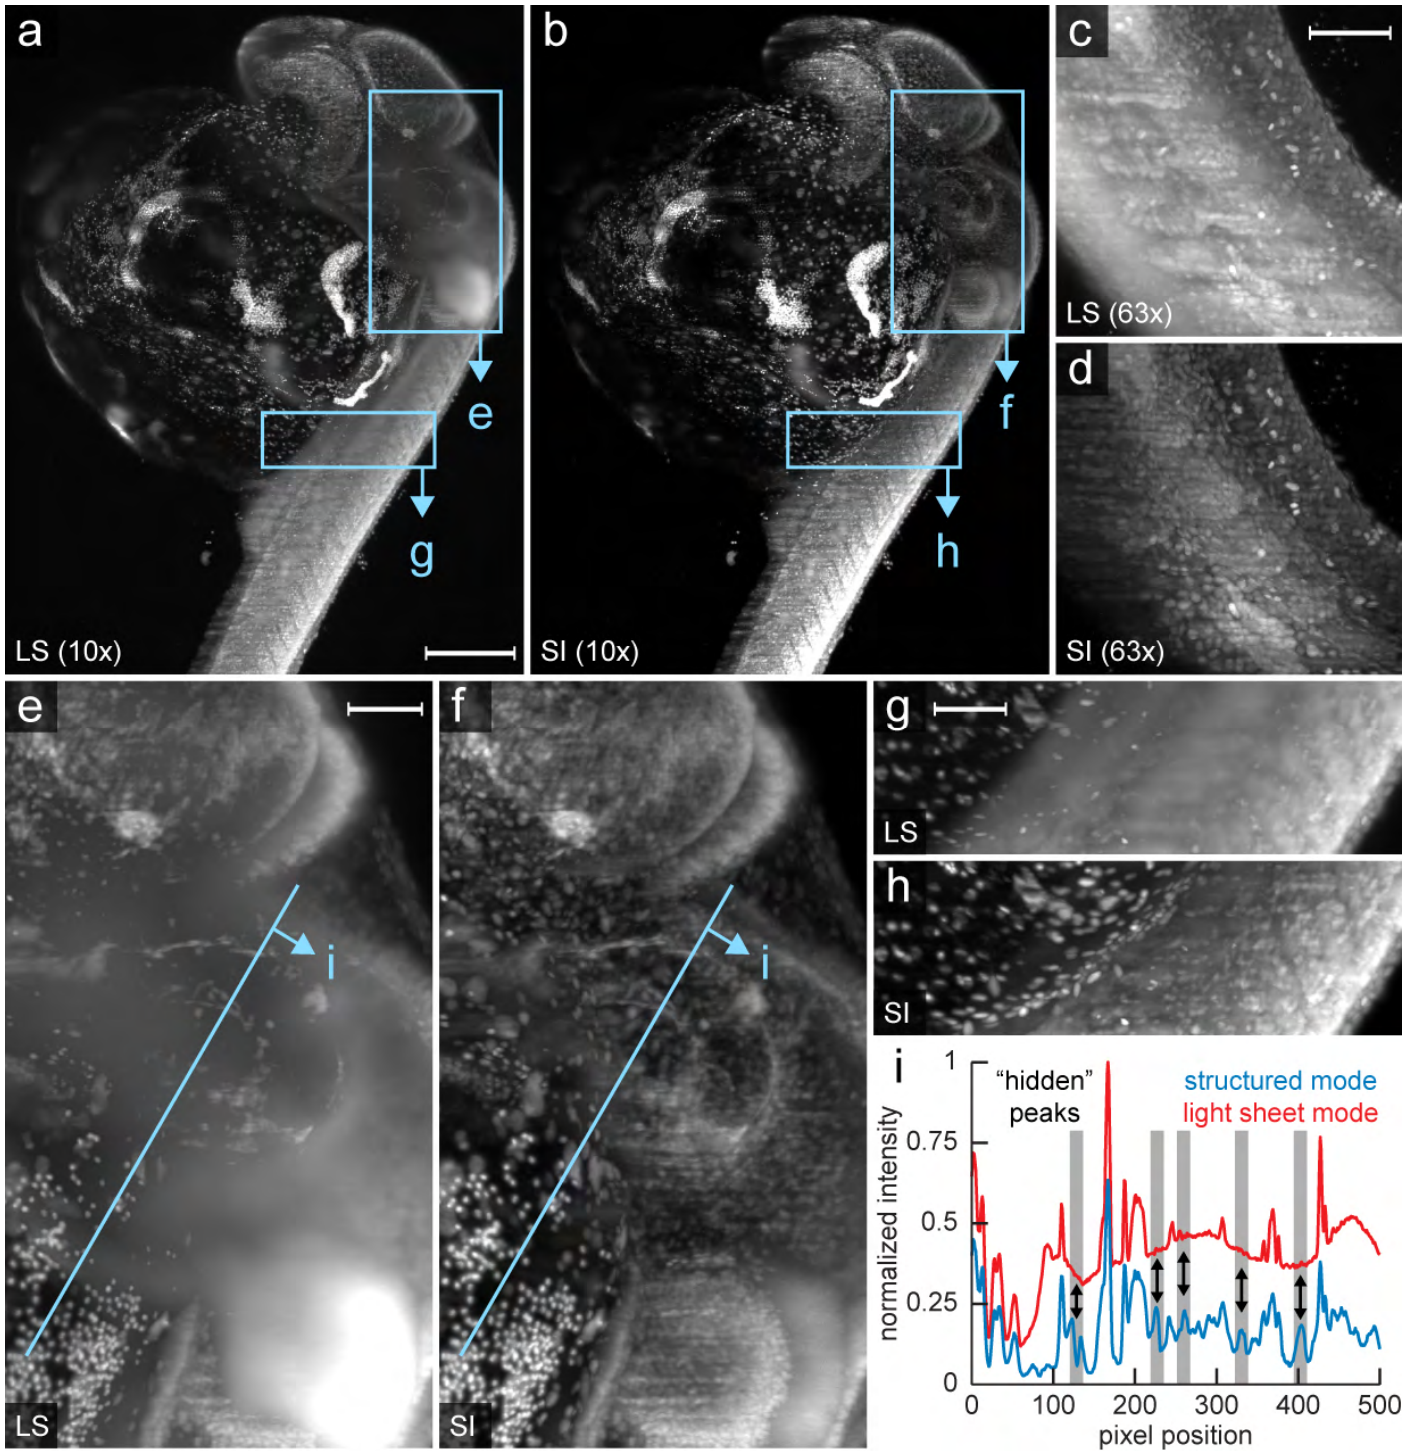 a
b
c
LS (63x)
d
e
f
g
h
LS (10x)
SI (10x)
SI (63x)
e
f
g
i
i
LS
h
SI
i
"hidden"
peaks
structured mode
light sheet mode
normalized intensity
1
0.75
0.5
0.25
0
0
100
200
300
400
500
pixel position
LS
SI